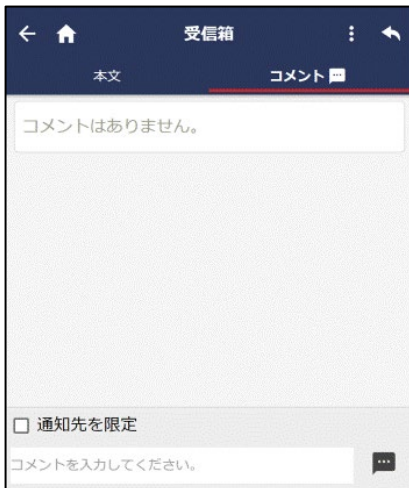 受信箱
本文
コメント
コメントはありません。
通知先を限定
コメントを入力してください。